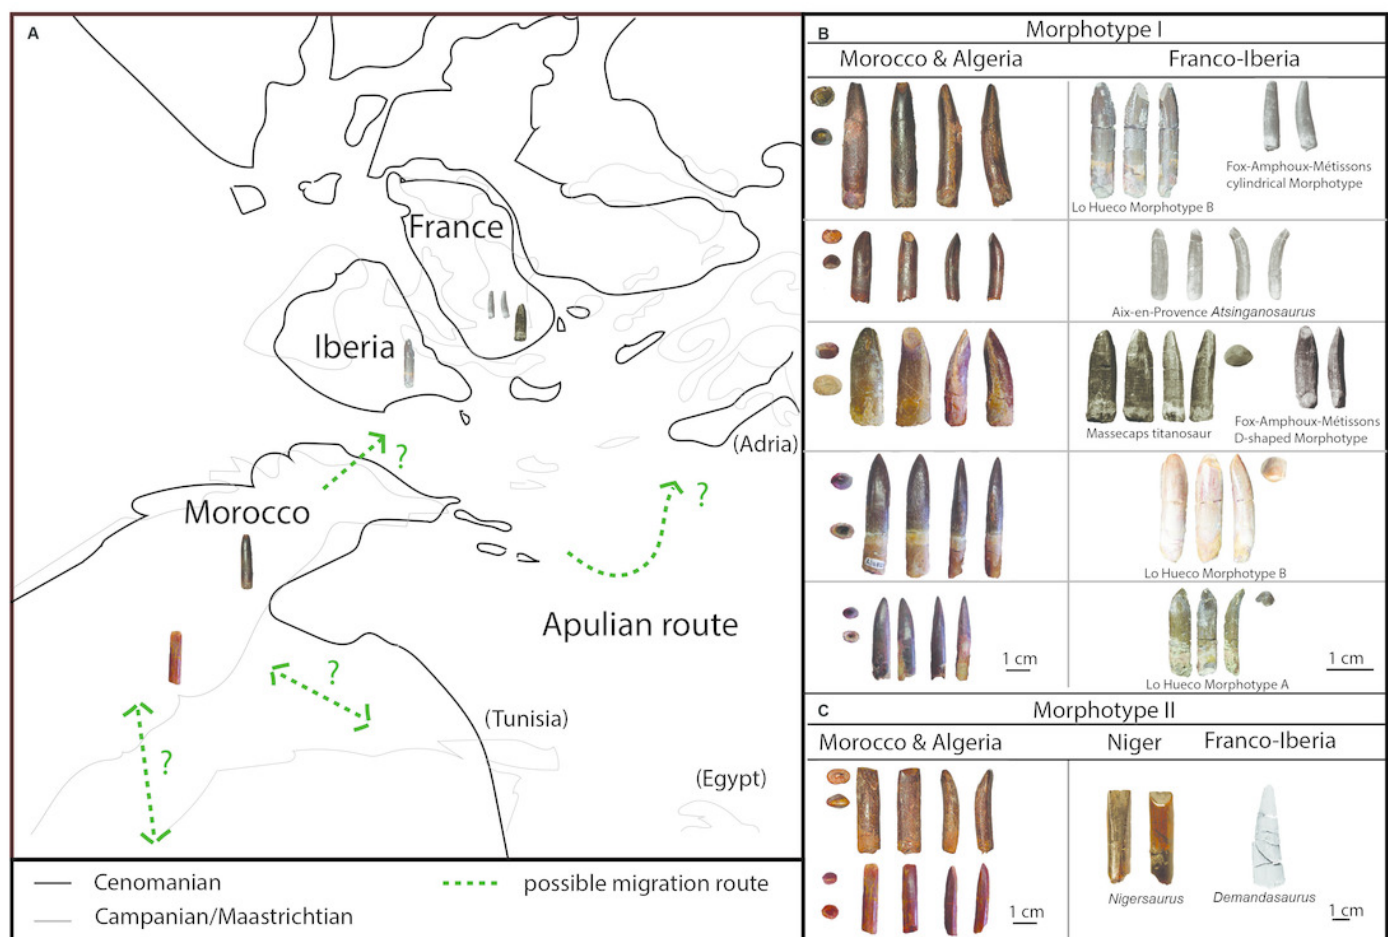 A
France
Iberia
(Adria)
?
?
Morocco
Apulian route
?
(Tunisia)
?
(Egypt)
Cenomanian
possible migration route
Campanian/Maastrichtian
B
Morphotype I
Morocco & Algeria
Franco-Iberia
Fox-Amphoux-Métissons
cylindrical Morphotype
Lo Hueco Morphotype B
Aix-en-Provence Atsinganosaurus
Massecaps titanosaur
Fox-Amphoux-Métissons
D-shaped Morphotype
Lo Hueco Morphotype B
1 cm
1 cm
Lo Hueco Morphotype A
C
Morphotype II
Morocco & Algeria
Niger
Franco-Iberia
Nigersaurus
Demandasaurus
1 cm
1 cm